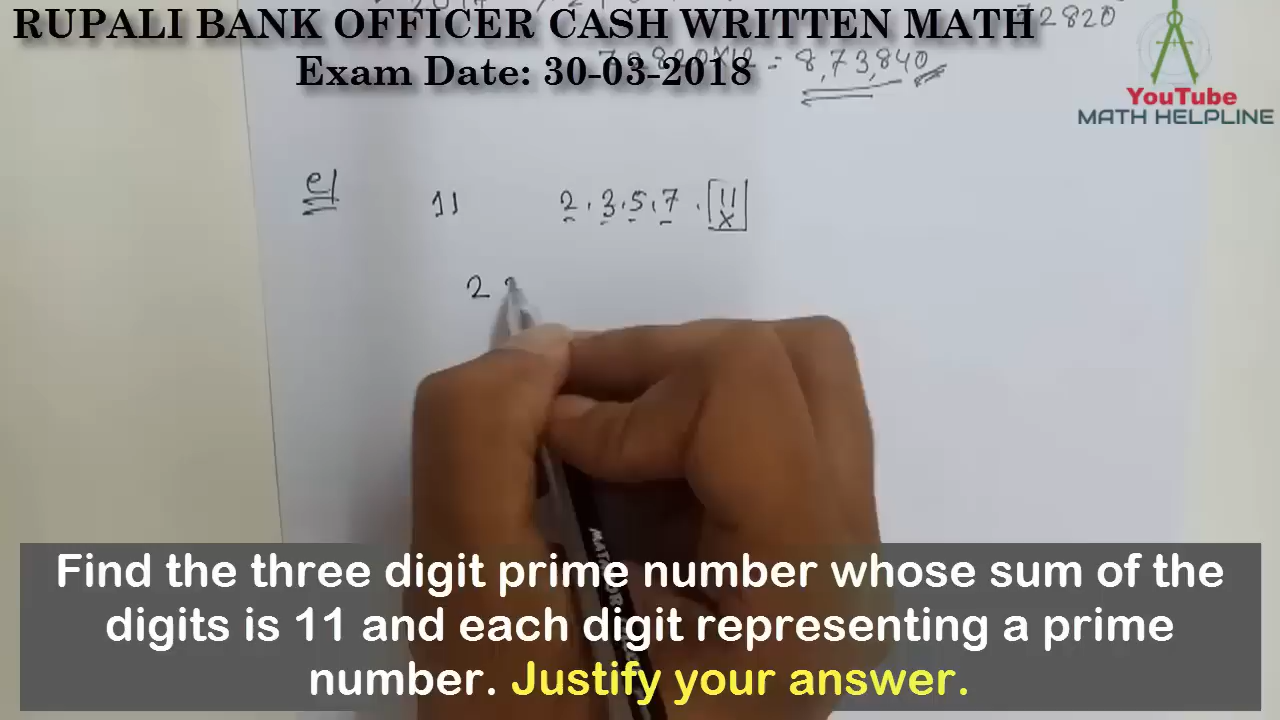 RUPALI BANK OFFICER CASH WRITTEN MATH
72820
Exam Date: 30-03-2018
= 8,73,840
YouTube
MATH HELPLINE
e/
11 2, 3, 5, 7, 11
x
2
Find the three digit prime number whose sum of the
digits is 11 and each digit representing a prime
number. Justify your answer.